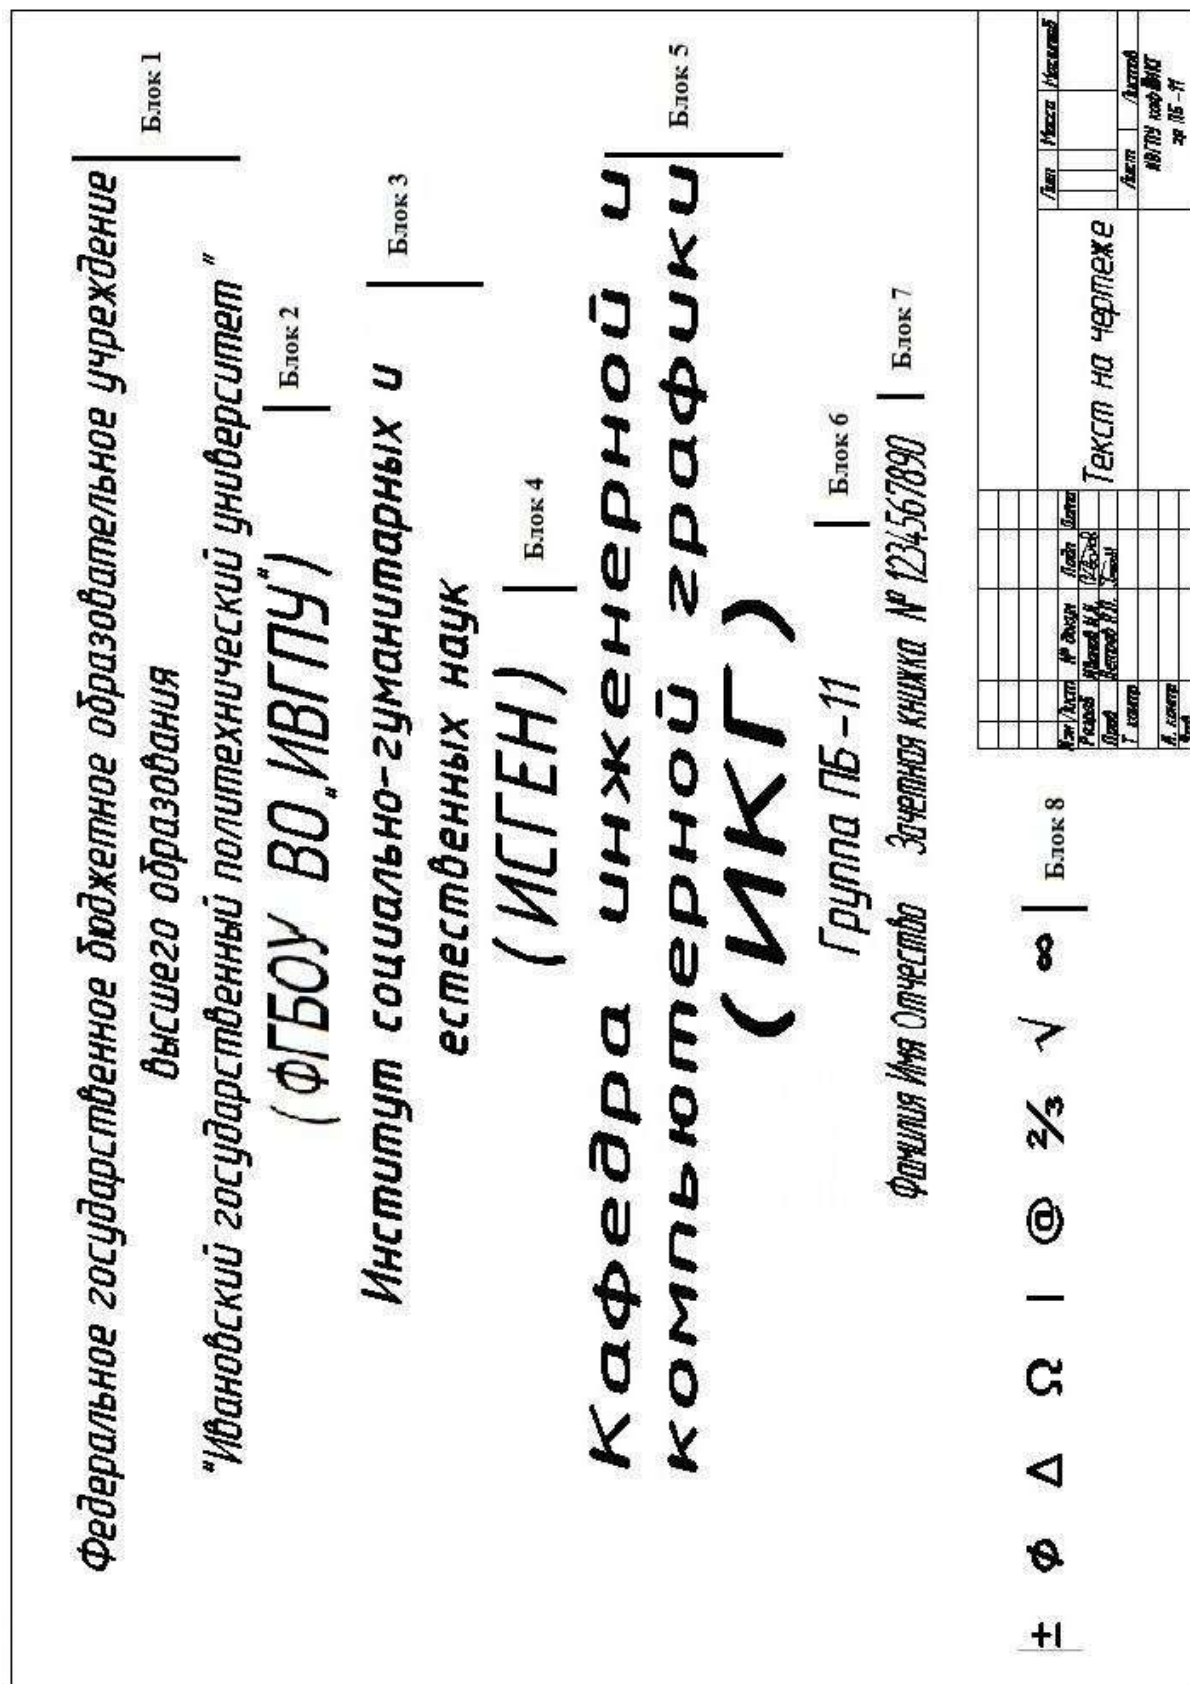 Федеральное государственное бюджетное образовательное учреждение
высшего образования
"Ивановский государственный политехнический университет"
Блок 1
(ФГБОУ ВО „ИВГПУ")
Блок 2
Институт социально-гуманитарных и
естественных наук
Блок 3
(ИСГЕН)
Блок 4
Кафедра инженерной и
компьютерной графики
Блок 5
(ИКГ)
Группа ПБ-11
Блок 6
Фамилия Имя Отчество Зачетная книжка № 1234567890
Блок 7
± ϕ Δ Ω | @ ⅔ √ ∞
Блок 8
Изм Лист № докум Подп Дата
Разраб Иванов И.И.
Пров Петров П.П.
Т. контр
Н. контр
Утв
Текст на чертеже
Лит Масса Масштаб
Лист Листов
ИВГПУ каф
гр ПБ-11